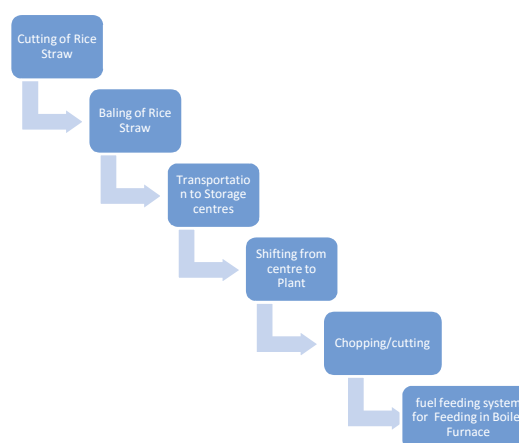 Cutting of Rice
Straw
Baling of Rice
Straw
Transportatio
n to Storage
centres
Shifting from
centre to
Plant
Chopping/cutting
fuel feeding system
for Feeding in Boile
Furnace